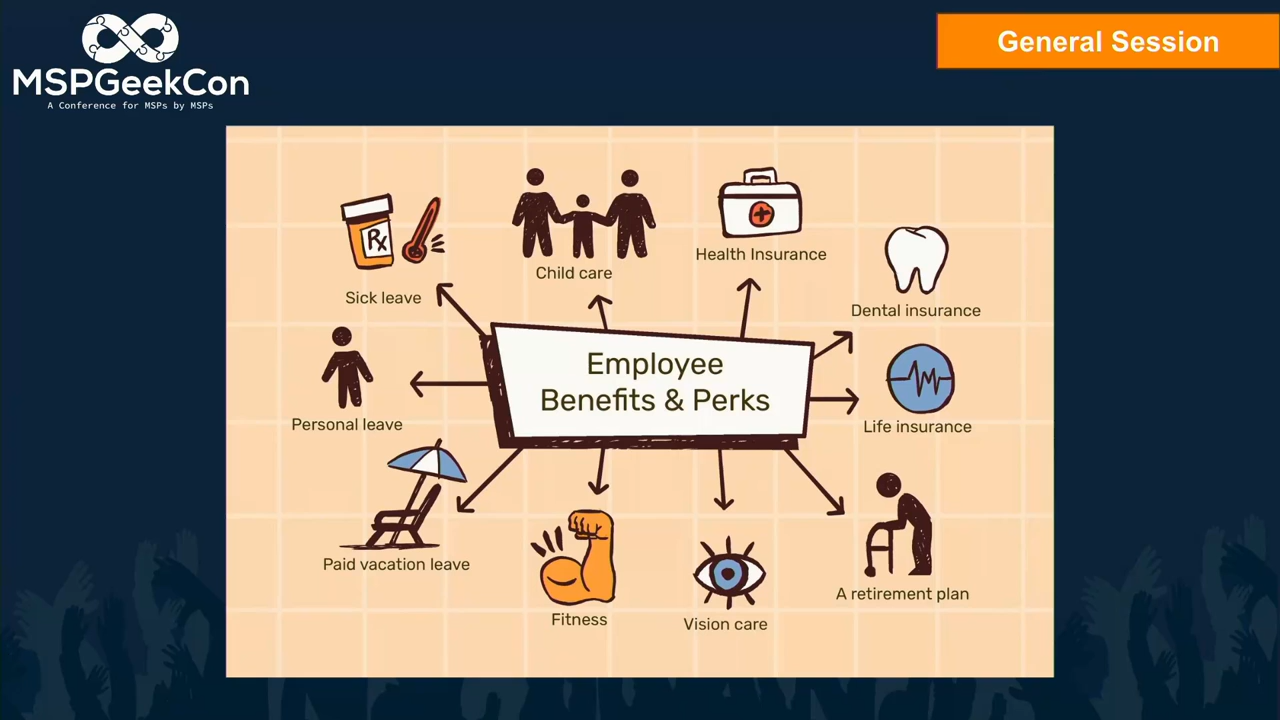 MSPGeekCon
A Conference for MSPs by MSPs
General Session
Rx
Sick leave
Child care
Health Insurance
Dental insurance
Personal leave
Employee
Benefits & Perks
Life insurance
Paid vacation leave
Fitness
Vision care
A retirement plan